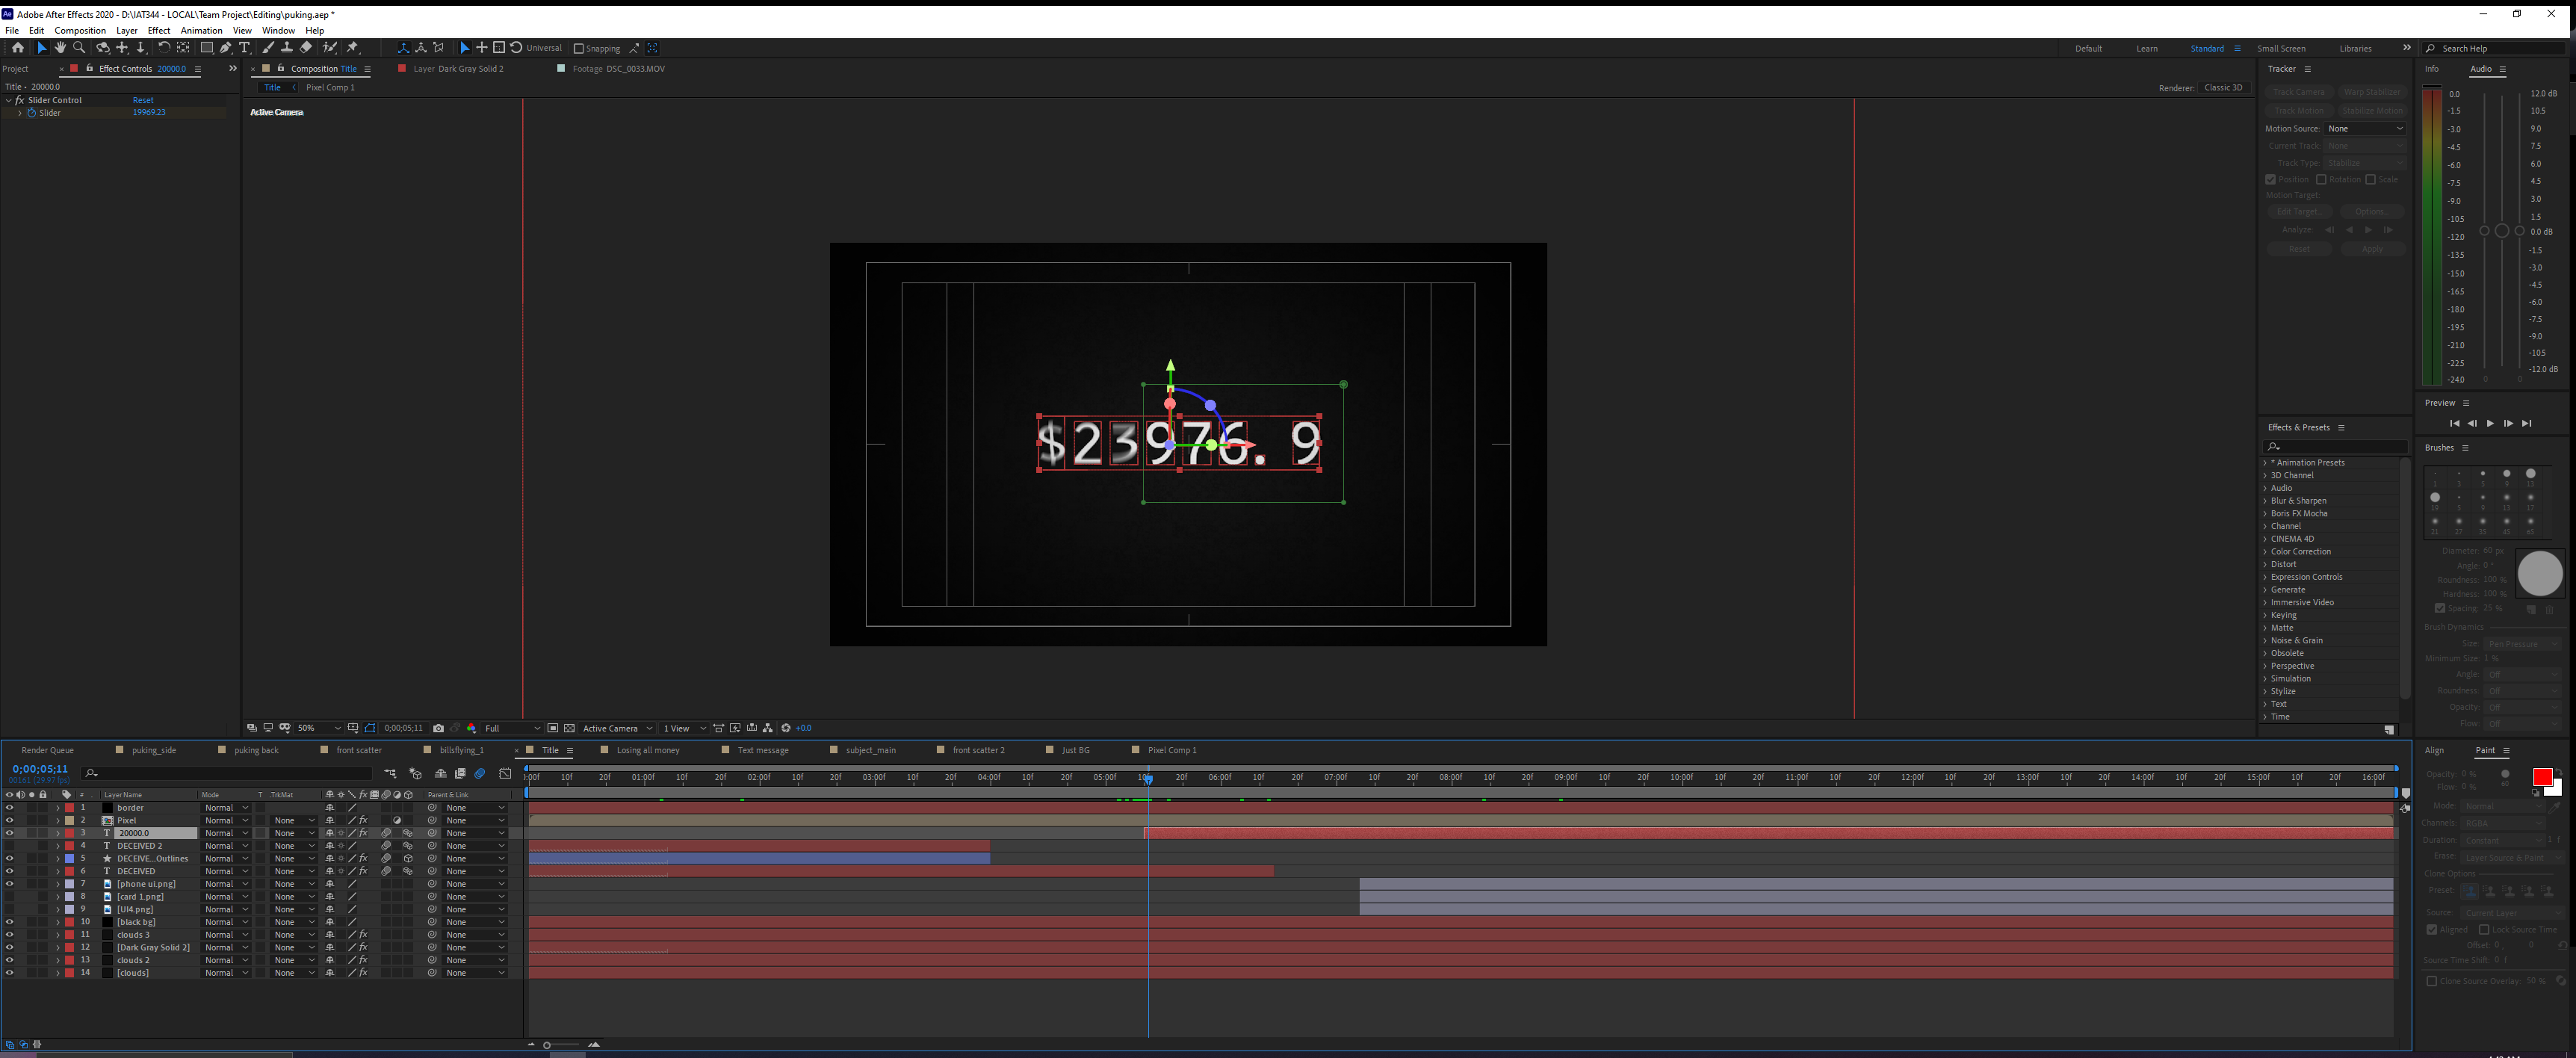 Adobe After Effects 2020 - D:\IAT344 - LOCAL\Team Project\Editing\puking.aep *
File Edit Composition Layer Effect Animation View Window Help
Universal Snapping Default Learn Standard Small Screen Libraries Search Help
Project Effect Controls 20000.0 Composition Title Layer Dark Gray Solid 2 Footage DSC_0033.MOV Tracker Info Audio
Title • 20000.0
Title Pixel Comp 1 Renderer: Classic 3D
fx Slider Control Reset
Slider 19969.23
Active Camera
Track Camera Warp Stabilizer
Track Motion Stabilize Motion
Motion Source: None
Current Track: None
Track Type: Stabilize
Position Rotation Scale
Motion Target:
Edit Target... Options...
Analyze:
Reset Apply
0.0 12.0 dB
-1.5 10.5
-3.0 9.0
-4.5 7.5
-6.0 6.0
-7.5 4.5
-9.0 3.0
-10.5 1.5
-12.0 0.0 dB
-13.5 -1.5
-15.0 -3.0
-16.5 -4.5
-18.0 -6.0
-19.5 -7.5
-21.0 -9.0
-22.5 -10.5
-24.0 -12.0 dB
0 0
$23976. 9
Preview
Effects & Presets
Brushes
* Animation Presets
3D Channel
Audio
Blur & Sharpen
Boris FX Mocha
Channel
CINEMA 4D
Color Correction
Distort
Expression Controls
Generate
Immersive Video
Keying
Matte
Noise & Grain
Obsolete
Perspective
Simulation
Stylize
Text
Time
Diameter: 60 px
Angle: 0 °
Roundness: 100 %
Hardness: 100 %
Spacing: 25 %
Brush Dynamics
Size: Pen Pressure
Minimum Size: 1 %
Angle: Off
Roundness: Off
Opacity: Off
Flow: Off
50% 0;00;05;11 Full Active Camera 1 View +0.0
Render Queue puking_side puking back front scatter billsflying_1 Title Losing all money Text message subject_main front scatter 2 Just BG Pixel Comp 1
0;00;05;11
00161 (29.97 fps)
:00f 10f 20f 01:00f 10f 20f 02:00f 10f 20f 03:00f 10f 20f 04:00f 10f 20f 05:00f 10f 20f 06:00f 10f 20f 07:00f 10f 20f 08:00f 10f 20f 09:00f 10f 20f 10:00f 10f 20f 11:00f 10f 20f 12:00f 10f 20f 13:00f 10f 20f 14:00f 10f 20f 15:00f 10f 20f 16:00f
# Layer Name Mode T .TrkMat Parent & Link
1 border Normal None
2 Pixel Normal None fx None
3 T 20000.0 Normal None fx None
4 T DECEIVED 2 Normal None None
5 DECEIVE...Outlines Normal None fx None
6 T DECEIVED Normal None fx None
7 [phone ui.png] Normal None None
8 [card 1.png] Normal None None
9 [UI4.png] Normal None None
10 [black bg] Normal None None
11 clouds 3 Normal None fx None
12 [Dark Gray Solid 2] Normal None fx None
13 clouds 2 Normal None fx None
14 [clouds] Normal None fx None
Align Paint
Opacity: 0 %
Flow: 0 %
Mode: Normal
Channels: RGBA
Duration: Constant
Erase: Layer Source & Paint
Clone Options
Preset:
Source: Current Layer
Aligned Lock Source Time
Offset: 0 , 0
Source Time Shift: 0 f
Clone Source Overlay: 50 %